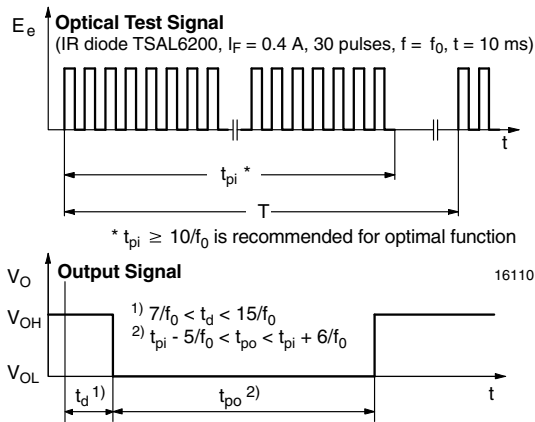 E_e Optical Test Signal
(IR diode TSAL6200, I_F = 0.4 A, 30 pulses, f = f_0, t = 10 ms)
t
t_pi *
T
* t_pi ≥ 10/f_0 is recommended for optimal function
V_O Output Signal
16110
V_OH
1) 7/f_0 < t_d < 15/f_0
2) t_pi - 5/f_0 < t_po < t_pi + 6/f_0
V_OL
t_d 1)
t_po 2)
t